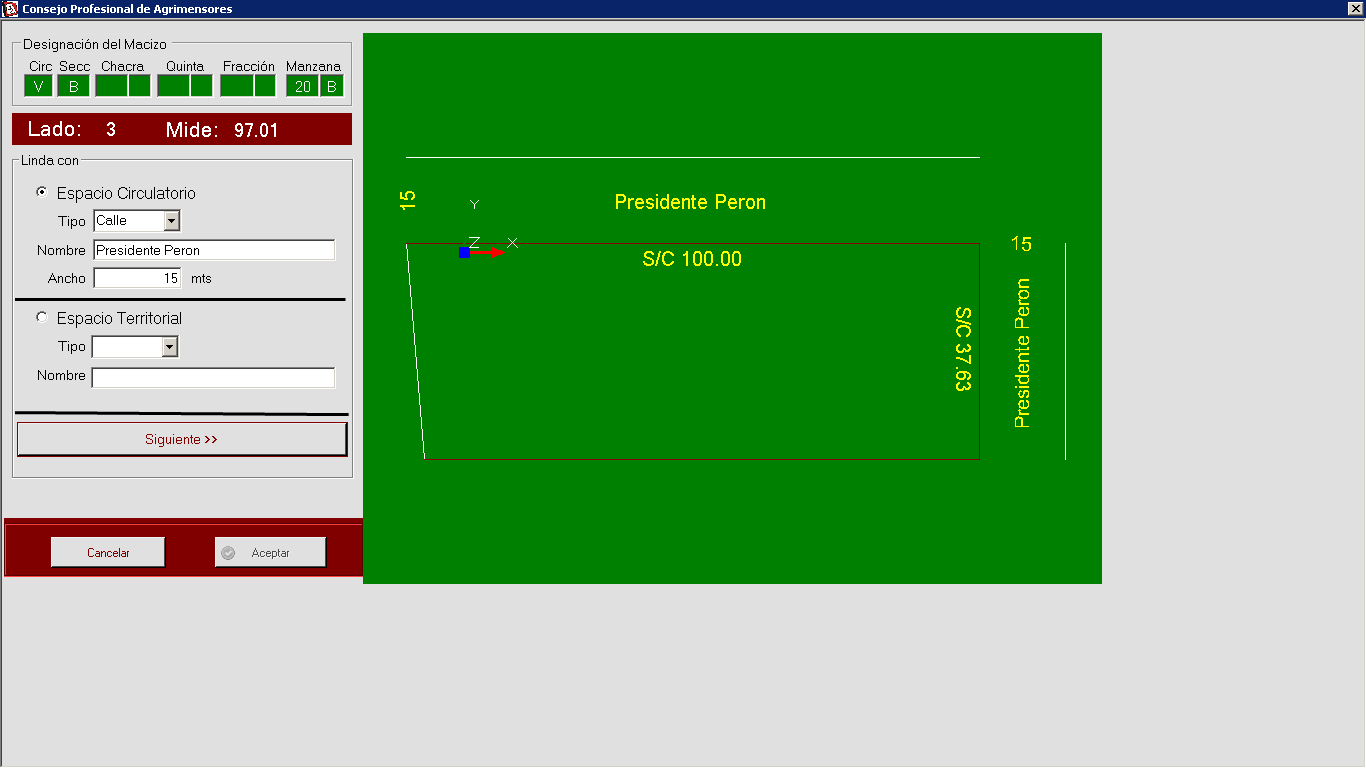 Consejo Profesional de Agrimensores
Designación del Macizo
Circ Secc Chacra Quinta Fracción Manzana
V B 20 B
Lado: 3 Mide: 97.01
Linda con
Espacio Circulatorio
Tipo Calle
Nombre Presidente Peron
Ancho 15 mts
Espacio Territorial
Tipo
Nombre
Siguiente >>
Cancelar Aceptar
15
Presidente Peron
Y
Z X
S/C 100.00
15
S/C 37.63
Presidente Peron